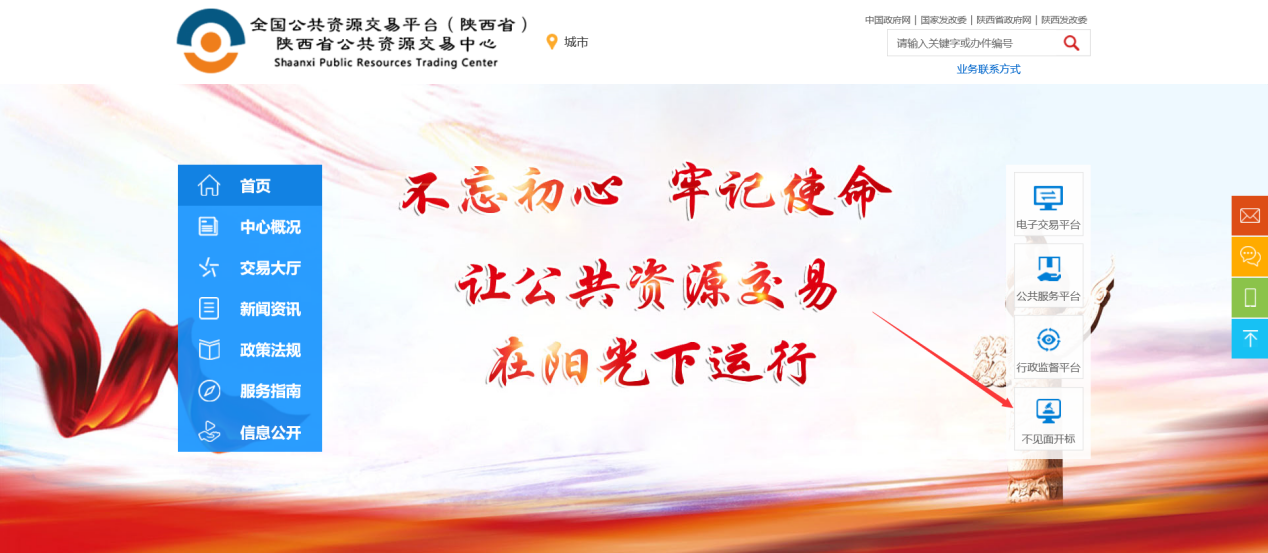 全国公共资源交易平台（陕西省）
陕西省公共资源交易中心
Shaanxi Public Resources Trading Center
城市
中国政府网 | 国家发改委 | 陕西省政府网 | 陕西发改委
请输入关键字或办件编号
业务联系方式
首页
中心概况
交易大厅
新闻资讯
政策法规
服务指南
信息公开
不忘初心 牢记使命
让公共资源交易
在阳光下运行
电子交易平台
公共服务平台
行政监督平台
不见面开标